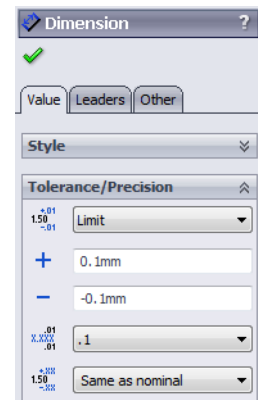 Dimension ?
Value Leaders Other
Style
Tolerance/Precision
1.50 +.01 -.01 Limit
+ 0.1mm
- -0.1mm
X.XXX .01 .01 .1
1.50 +.XX -.XX Same as nominal